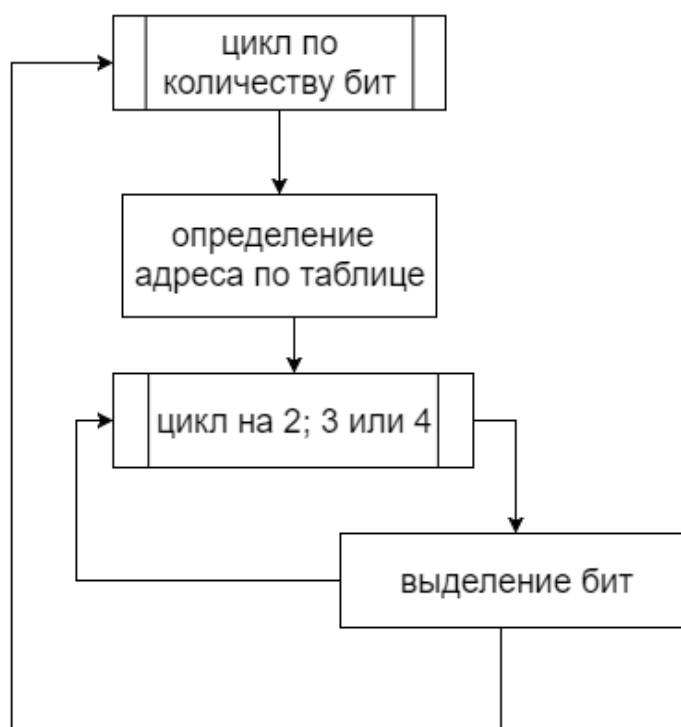 цикл по
количеству бит
определение
адреса по таблице
цикл на 2; 3 или 4
выделение бит